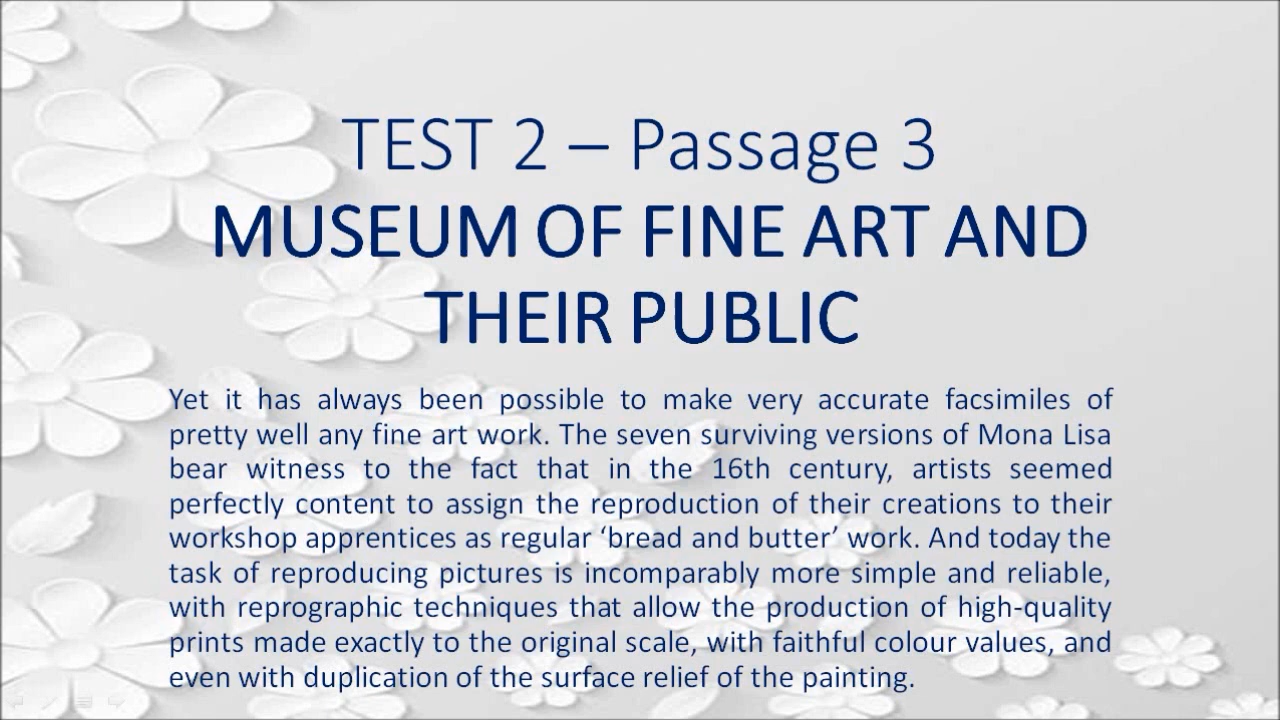 TEST 2 – Passage 3
MUSEUM OF FINE ART AND
THEIR PUBLIC
Yet it has always been possible to make very accurate facsimiles of
pretty well any fine art work. The seven surviving versions of Mona Lisa
bear witness to the fact that in the 16th century, artists seemed
perfectly content to assign the reproduction of their creations to their
workshop apprentices as regular ‘bread and butter’ work. And today the
task of reproducing pictures is incomparably more simple and reliable,
with reprographic techniques that allow the production of high-quality
prints made exactly to the original scale, with faithful colour values, and
even with duplication of the surface relief of the painting.